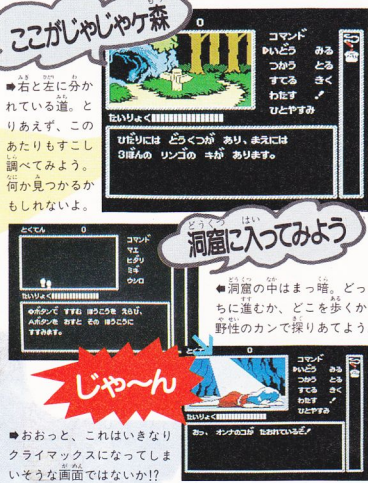 ここがじゃじゃケ森
➡右と左に分か
れている道。と
りあえず、この
あたりもすこし
調べてみよう。
何か見つかるか
もしれないよ。
0
コマンド
いどう みる
つかう とる
すてる きく
わたす
ひとやすみ
たいりょく
ひだりには どうくつが あり、まえには
3ぼんの リンゴの キが あります。
洞窟に入ってみよう
⬅洞窟の中はまっ暗。どっ
ちに進むか、どこを歩くか
野性のカンで探りあてよう
とくてん 0
コマンド
マエ
ヒダリ
ミギ
ウシロ
たいりょく
✥ボタンで すすむ ほうこうを えらび、
Aボタンを おすと その ほうこうに
すすみます。
じゃ〜ん
➡おおっと、これはいきなり
クライマックスになってしま
いそうな画面ではないか!?
0
コマンド
いどう みる
つかう とる
すてる きく
わたす
ひとやすみ
たいりょく
おっ、オンナのコが たおれているぞ!